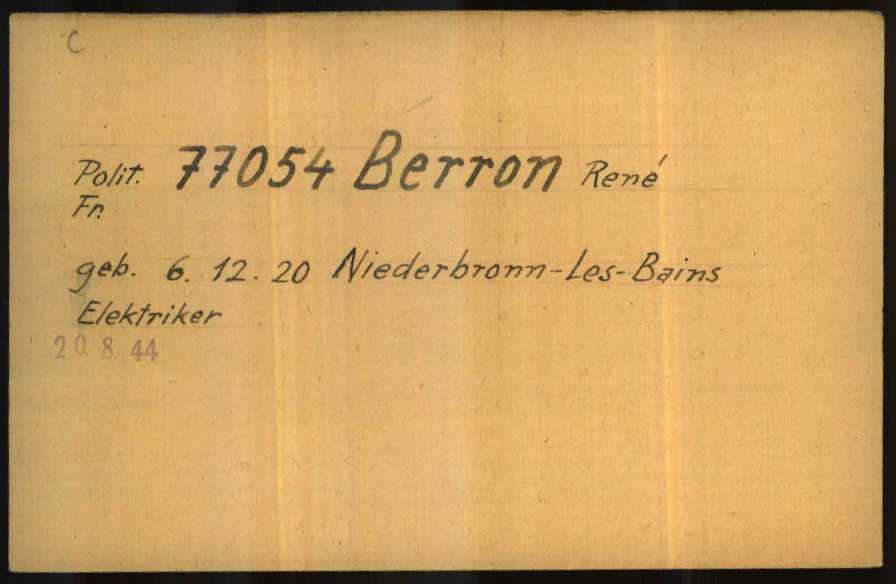 C
Polit. 77054 Berron René
Fr.
geb. 6. 12. 20 Niederbronn-Les-Bains
Elektriker
20. 8. 44